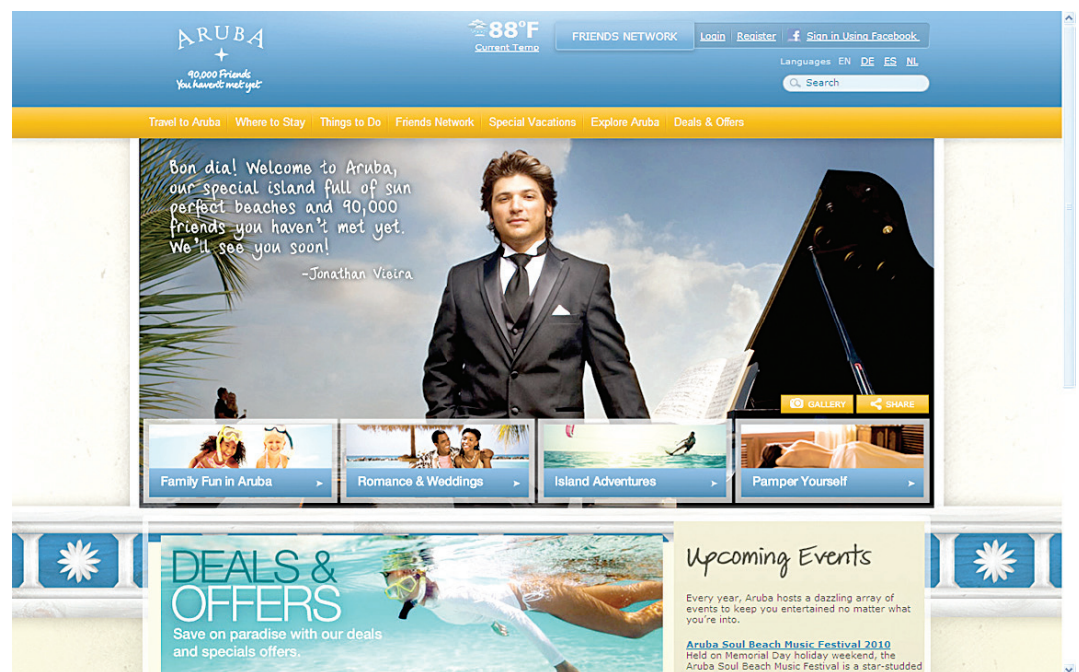 ARUBA
90,000 Friends
You haven't met yet
88°F
Current Temp
FRIENDS NETWORK
Login Register f Sign in Using Facebook
Languages EN DE ES NL
Search
Travel to Aruba Where to Stay Things to Do Friends Network Special Vacations Explore Aruba Deals & Offers
Bon dia! Welcome to Aruba,
our special island full of sun
perfect beaches and 90,000
friends you haven't met yet.
We'll see you soon!
-Jonathan Vieira
GALLERY SHARE
Family Fun in Aruba
Romance & Weddings
Island Adventures
Pamper Yourself
DEALS &
OFFERS
Save on paradise with our deals
and specials offers.
Upcoming Events
Every year, Aruba hosts a dazzling array of
events to keep you entertained no matter what
you're into.
Aruba Soul Beach Music Festival 2010
Held on Memorial Day holiday weekend, the
Aruba Soul Beach Music Festival is a star-studded